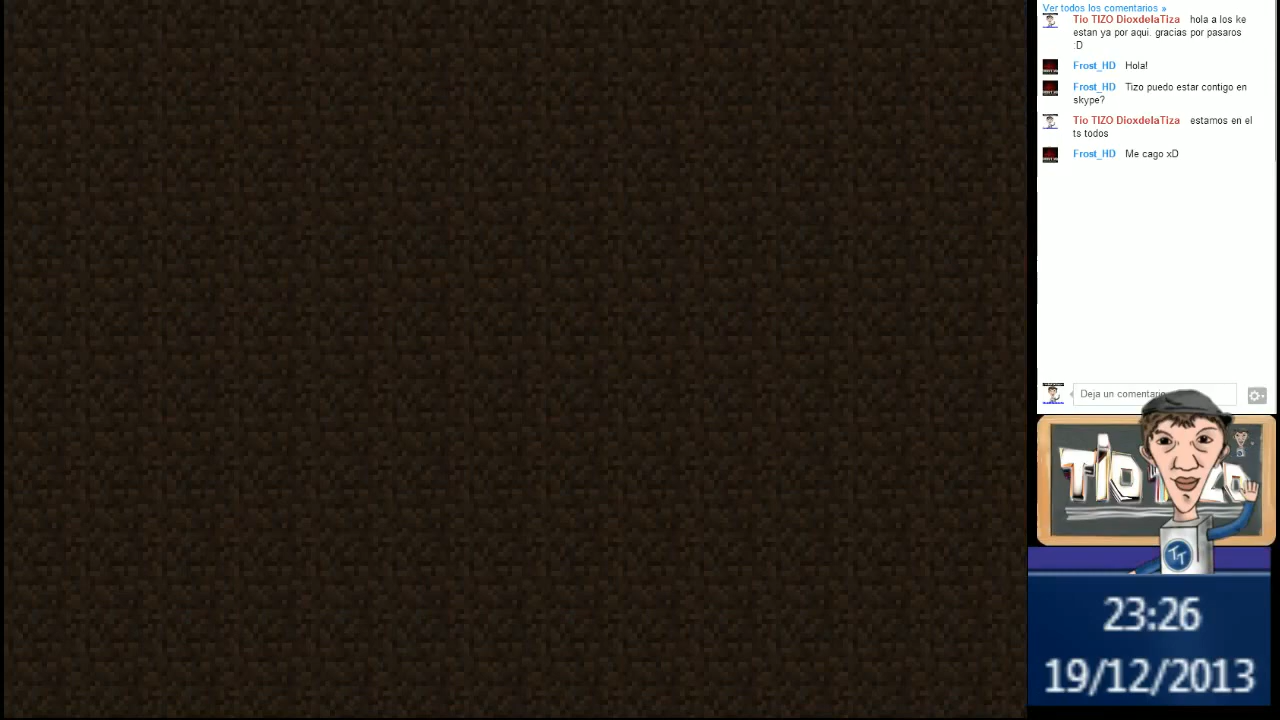 Ver todos los comentarios »
Tio TIZO DioxdelaTiza hola a los ke
estan ya por aqui. gracias por pasaros
:D
Frost_HD Hola!
Frost_HD Tizo puedo estar contigo en
skype?
Tio TIZO DioxdelaTiza estamos en el
ts todos
Frost_HD Me cago xD
Deja un comentario
TÍO TIZO
TT
23:26
19/12/2013